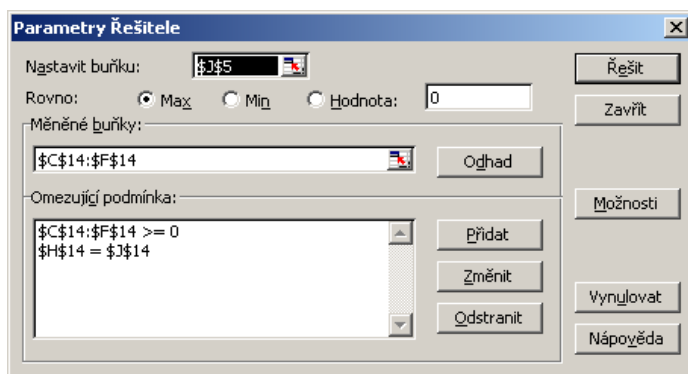 Parametry Řešitele
Nastavit buňku: $J$5 Řešit
Rovno: Max Min Hodnota: 0 Zavřít
Měněné buňky:
$C$14:$F$14 Odhad
Omezující podmínka: Možnosti
$C$14:$F$14 >= 0 Přidat
$H$14 = $J$14
Změnit
Vynulovat
Odstranit
Nápověda